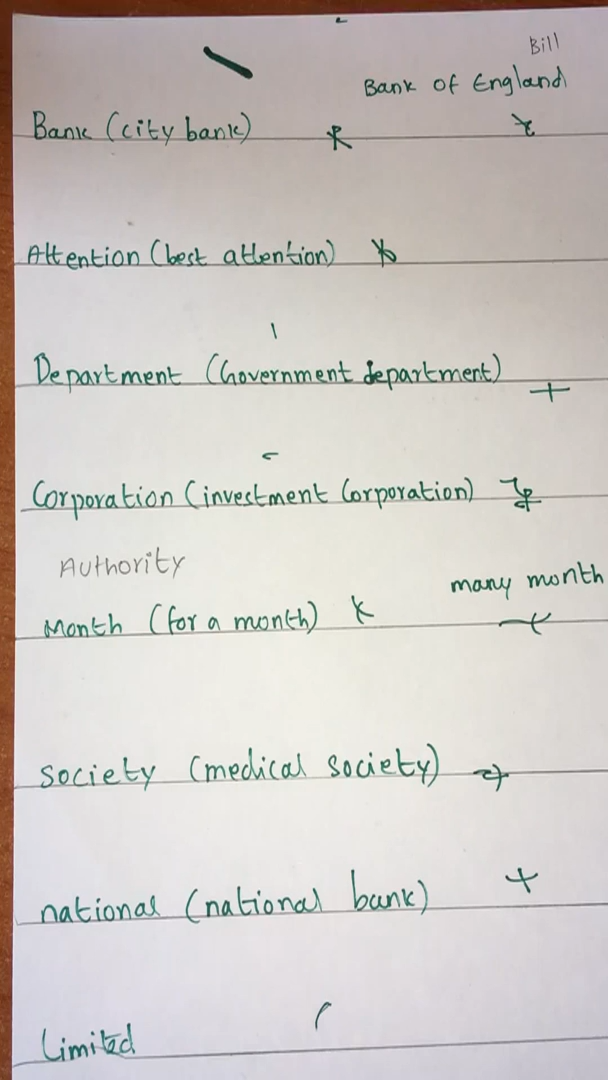 Bill
Bank of England
Bank (city bank)
Attention (best attention)
Department (Government department)
Corporation (investment Corporation)
Authority
many month
Month (for a month)
society (medical society)
national (national bank)
Limited